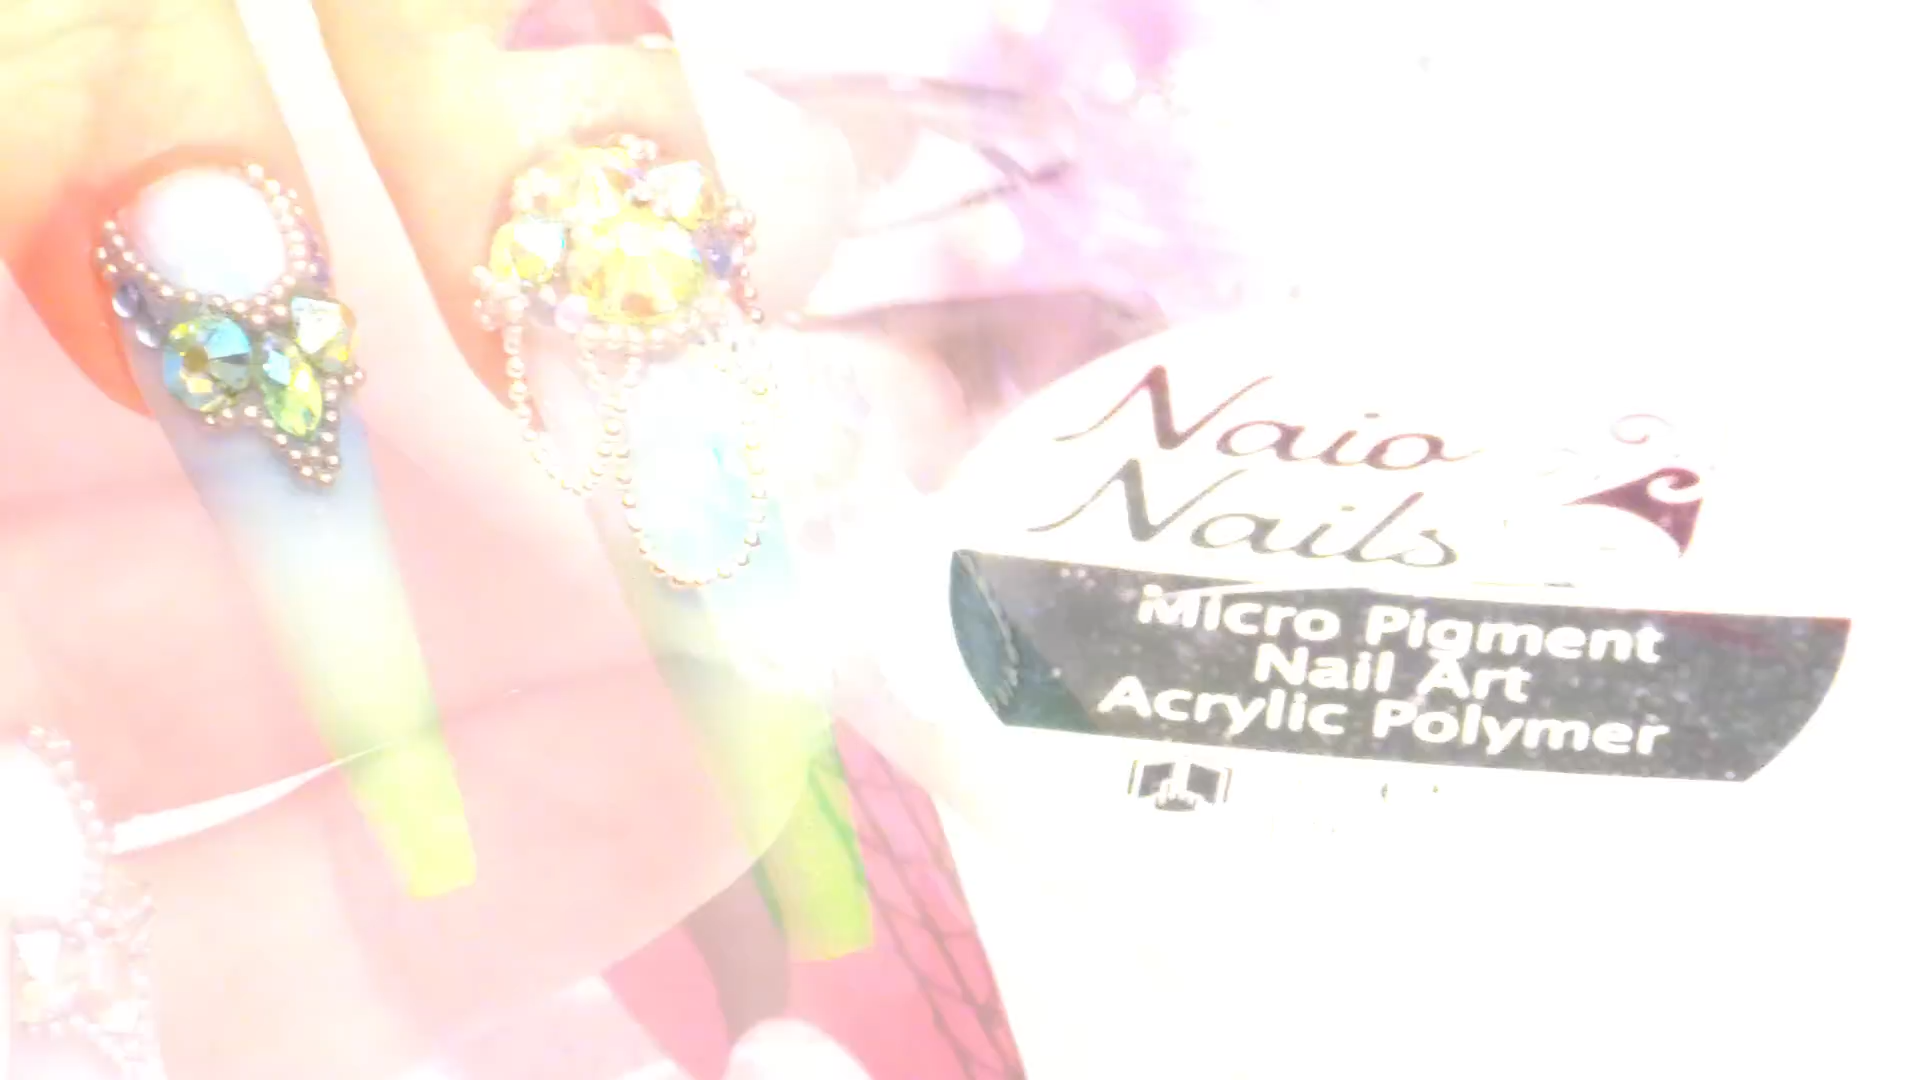 Naio
Nails
Micro Pigment
Nail Art
Acrylic Polymer